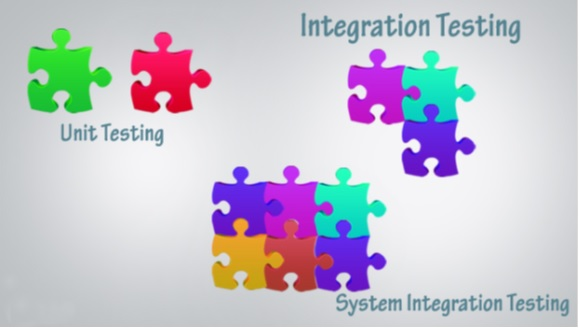 Integration Testing
Unit Testing
System Integration Testing